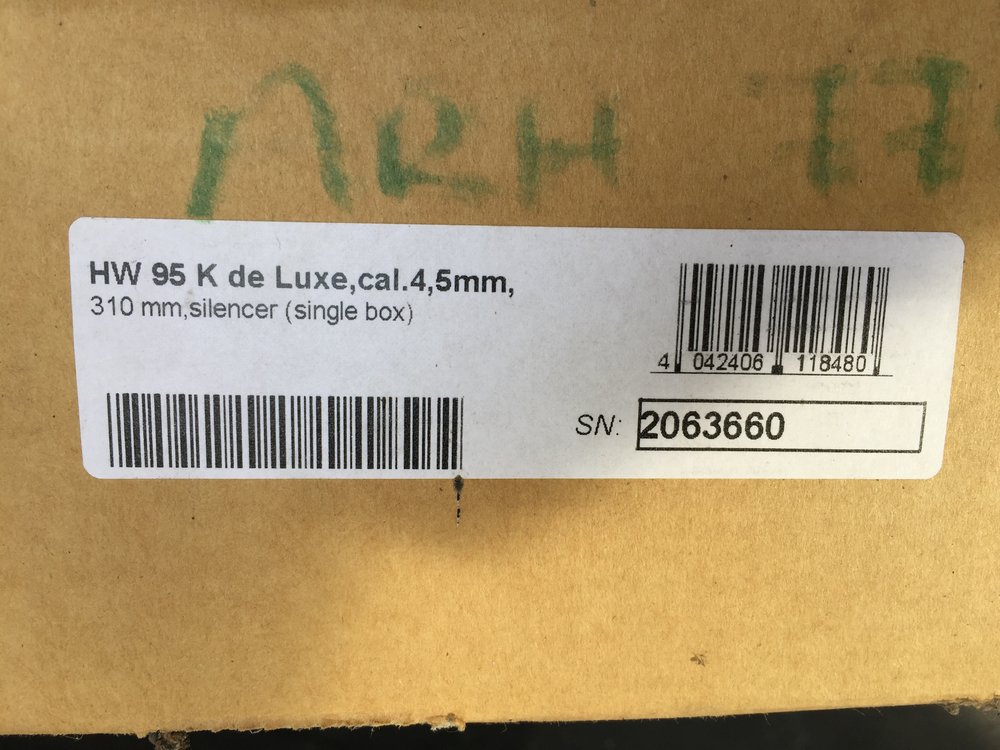 HW 95 K de Luxe,cal.4,5mm,
310 mm,silencer (single box)
4 042406 118480
SN: 2063660